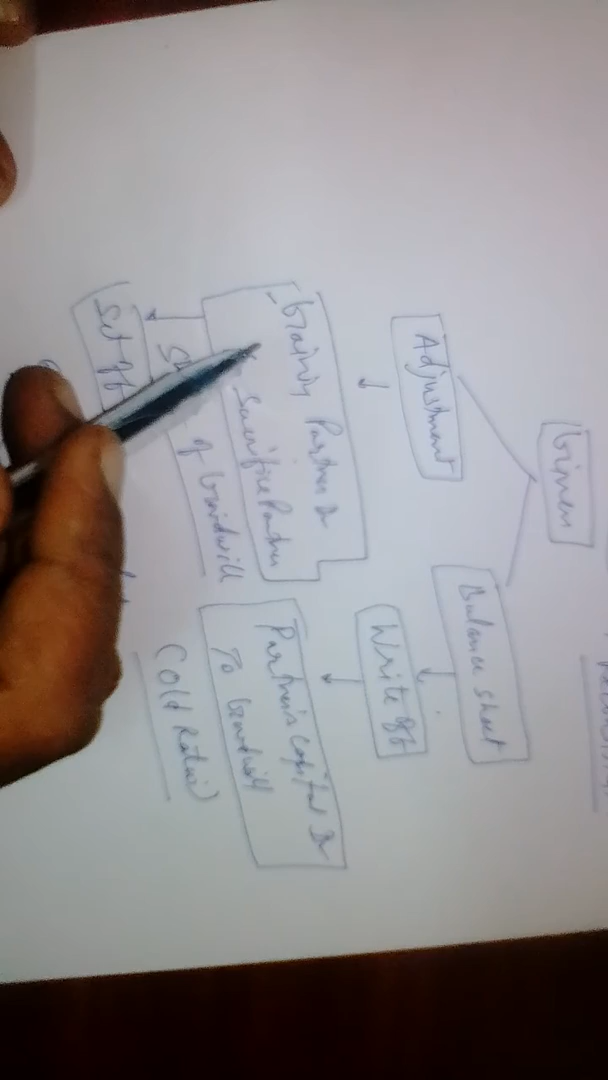 Given
Adjustment
Balance Sheet
Write off
Gaining Partner Dr
Sacrifice Partner
of Goodwill
Set off
Partner's Capital Dr
To Goodwill
(Old Ratio)